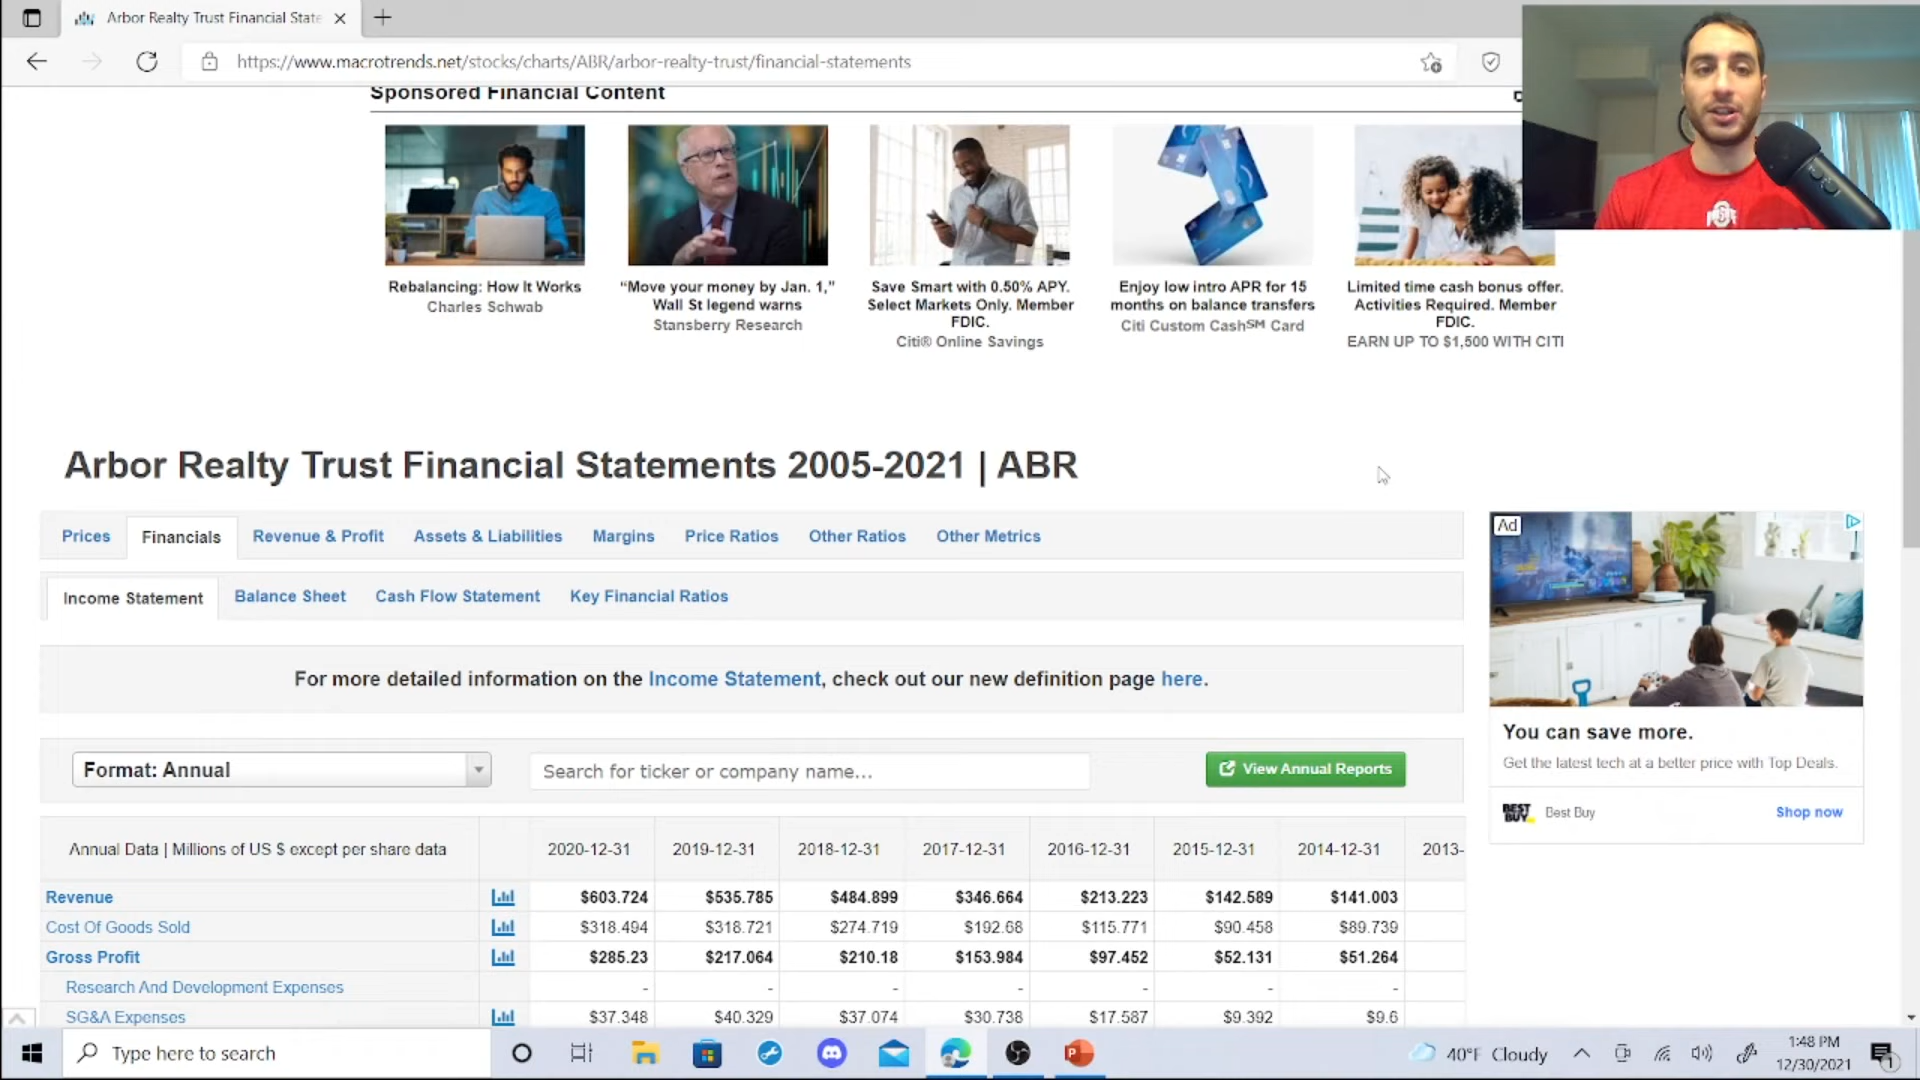 Arbor Realty Trust Financial State
https://www.macrotrends.net/stocks/charts/ABR/arbor-realty-trust/financial-statements
Sponsored Financial Content
Rebalancing: How It Works
Charles Schwab
“Move your money by Jan. 1,”
Wall St legend warns
Stansberry Research
Save Smart with 0.50% APY.
Select Markets Only. Member
FDIC.
Citi® Online Savings
Enjoy low intro APR for 15
months on balance transfers
Citi Custom Cash℠ Card
Limited time cash bonus offer.
Activities Required. Member
FDIC.
EARN UP TO $1,500 WITH CITI
Arbor Realty Trust Financial Statements 2005-2021 | ABR
Prices Financials Revenue & Profit Assets & Liabilities Margins Price Ratios Other Ratios Other Metrics
Income Statement Balance Sheet Cash Flow Statement Key Financial Ratios
For more detailed information on the Income Statement, check out our new definition page here.
Format: Annual
Search for ticker or company name...
View Annual Reports
Ad
You can save more.
Get the latest tech at a better price with Top Deals.
BEST BUY Best Buy Shop now
Annual Data | Millions of US $ except per share data 2020-12-31 2019-12-31 2018-12-31 2017-12-31 2016-12-31 2015-12-31 2014-12-31 2013-
Revenue $603.724 $535.785 $484.899 $346.664 $213.223 $142.589 $141.003
Cost Of Goods Sold $318.494 $318.721 $274.719 $192.68 $115.771 $90.458 $89.739
Gross Profit $285.23 $217.064 $210.18 $153.984 $97.452 $52.131 $51.264
Research And Development Expenses - - - - - - -
SG&A Expenses $37.348 $40.329 $37.074 $30.738 $17.587 $9.392 $9.6
Type here to search
40°F Cloudy
1:48 PM
12/30/2021
1